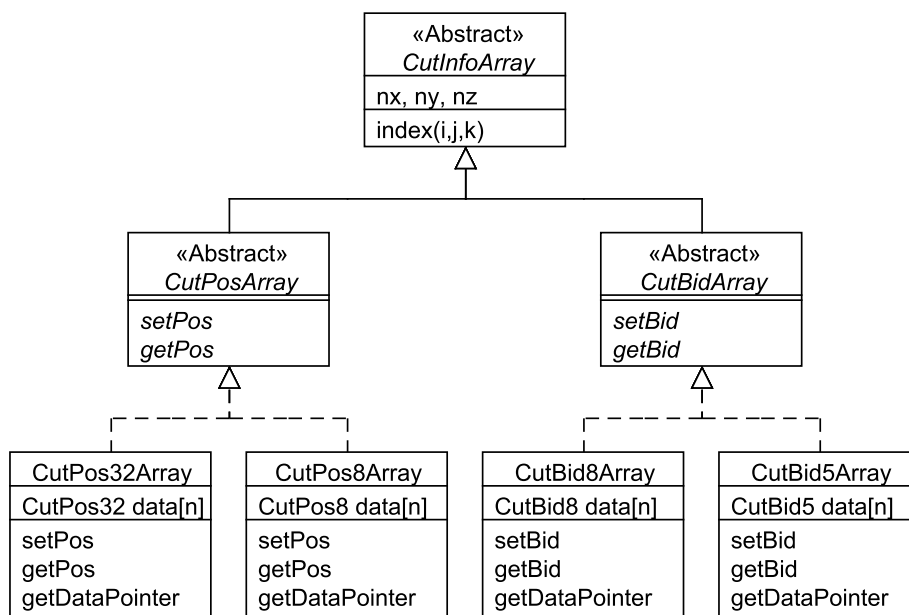 «Abstract»
CutInfoArray
nx, ny, nz
index(i,j,k)
«Abstract»
CutPosArray
setPos
getPos
«Abstract»
CutBidArray
setBid
getBid
CutPos32Array
CutPos32 data[n]
setPos
getPos
getDataPointer
CutPos8Array
CutPos8 data[n]
setPos
getPos
getDataPointer
CutBid8Array
CutBid8 data[n]
setBid
getBid
getDataPointer
CutBid5Array
CutBid5 data[n]
setBid
getBid
getDataPointer